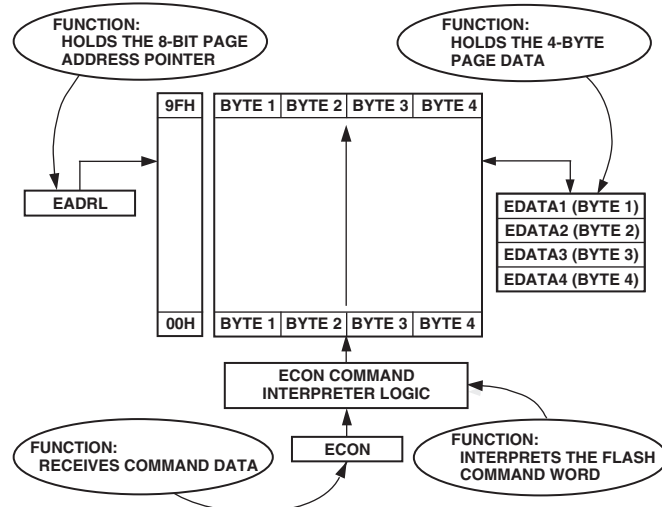 FUNCTION:
HOLDS THE 8-BIT PAGE
ADDRESS POINTER
FUNCTION:
HOLDS THE 4-BYTE
PAGE DATA
9FH
BYTE 1 BYTE 2 BYTE 3 BYTE 4
EADRL
EDATA1 (BYTE 1)
EDATA2 (BYTE 2)
EDATA3 (BYTE 3)
EDATA4 (BYTE 4)
00H
BYTE 1 BYTE 2 BYTE 3 BYTE 4
ECON COMMAND
INTERPRETER LOGIC
FUNCTION:
RECEIVES COMMAND DATA
ECON
FUNCTION:
INTERPRETS THE FLASH
COMMAND WORD